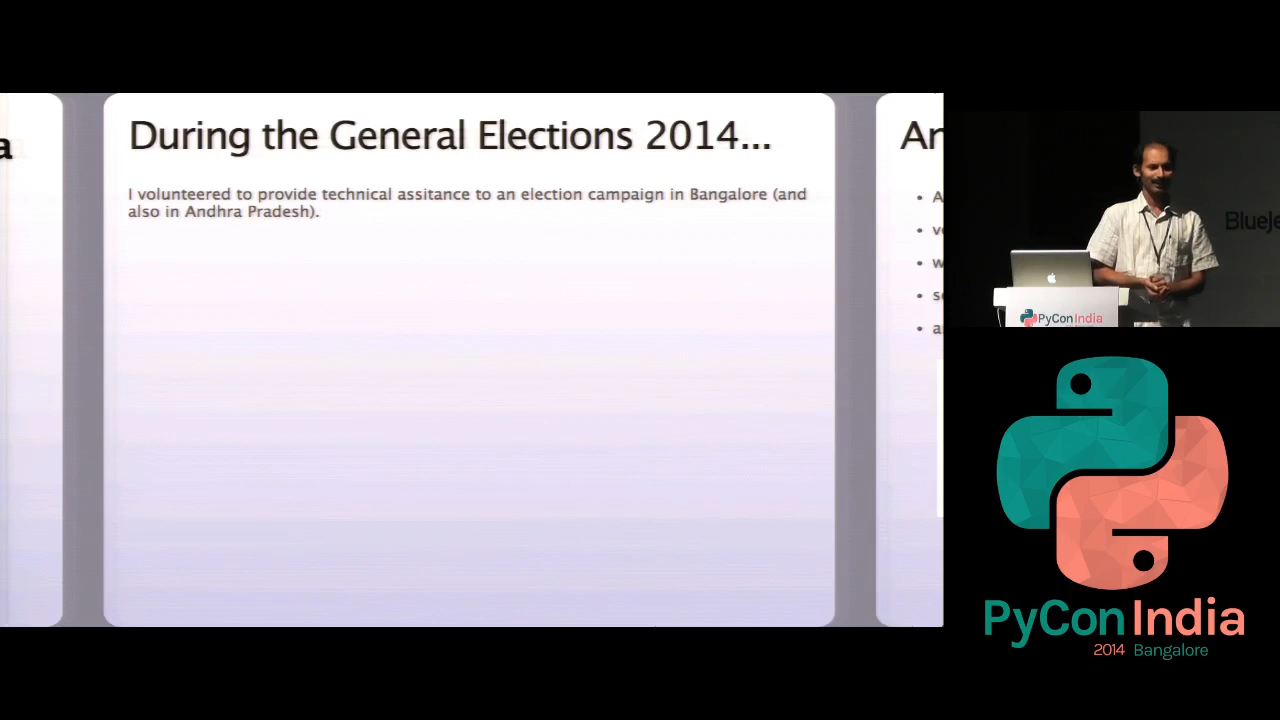 a
During the General Elections 2014...
I volunteered to provide technical assitance to an election campaign in Bangalore (and
also in Andhra Pradesh).
An
• A
• v
• w
• s
• a
BlueJe
PyCon India
PyCon India
2014 Bangalore